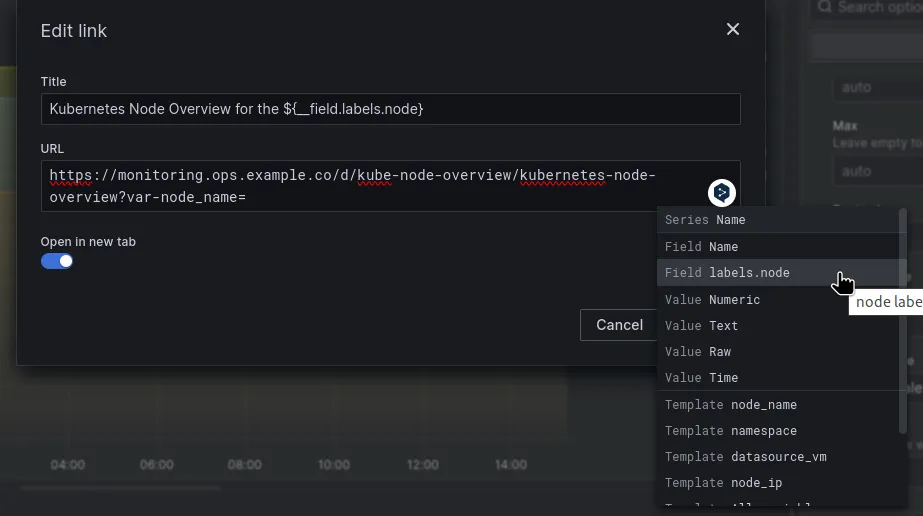 Edit link
Search optio
Title
Kubernetes Node Overview for the ${__field.labels.node}
auto
Max
Leave empty to
URL
https://monitoring.ops.example.co/d/kube-node-overview/kubernetes-node-
overview?var-node_name=
auto
Series Name
Open in new tab
Field Name
Field labels.node
node labe
Value Numeric
Cancel
Value Text
Value Raw
Value Time
Template node_name
Template namespace
Template datasource_vm
Template node_ip
04:00 06:00 08:00 10:00 12:00 14:00